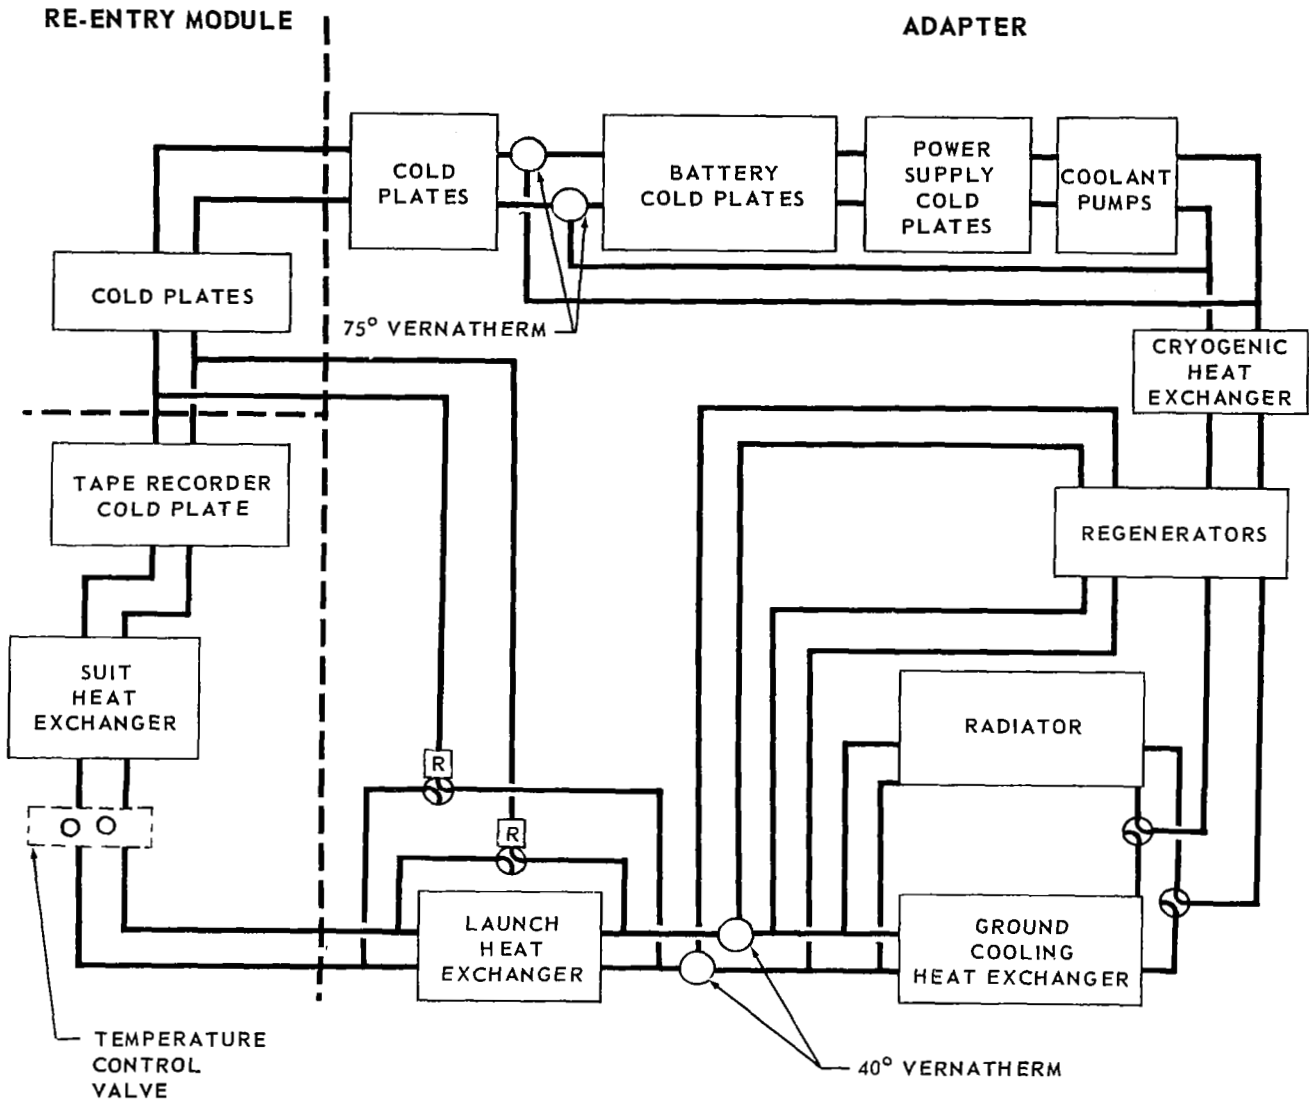 RE-ENTRY MODULE
ADAPTER
COLD
PLATES
BATTERY
COLD PLATES
POWER
SUPPLY
COLD
PLATES
COOLANT
PUMPS
COLD PLATES
75° VERNATHERM
CRYOGENIC
HEAT
EXCHANGER
TAPE RECORDER
COLD PLATE
REGENERATORS
SUIT
HEAT
EXCHANGER
RADIATOR
R
R
LAUNCH
HEAT
EXCHANGER
GROUND
COOLING
HEAT EXCHANGER
TEMPERATURE
CONTROL
VALVE
40° VERNATHERM